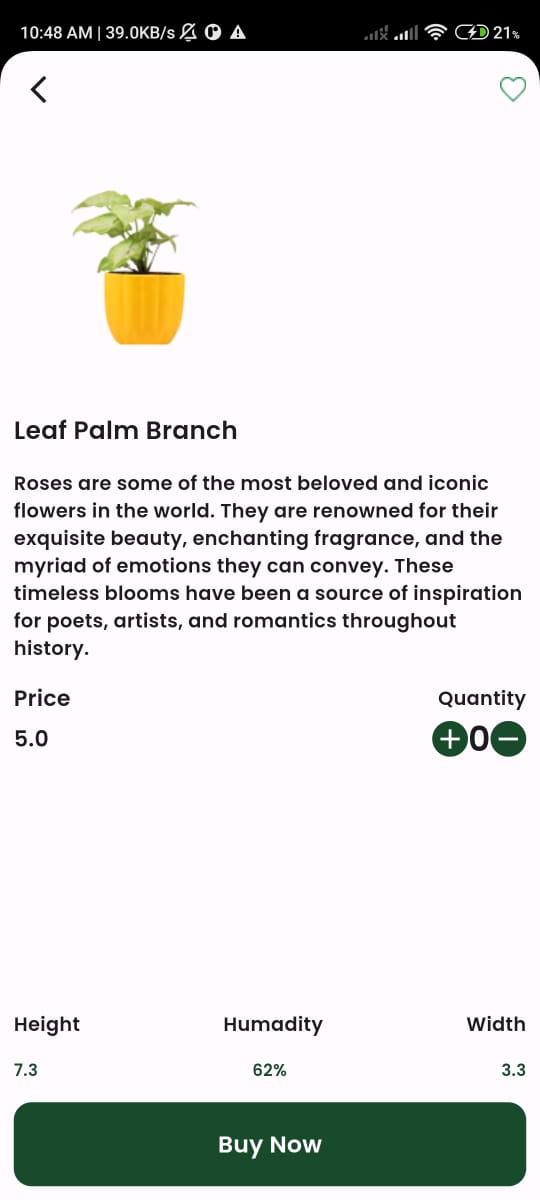 10:48 AM | 39.0KB/s 21%
Leaf Palm Branch
Roses are some of the most beloved and iconic
flowers in the world. They are renowned for their
exquisite beauty, enchanting fragrance, and the
myriad of emotions they can convey. These
timeless blooms have been a source of inspiration
for poets, artists, and romantics throughout
history.
Price Quantity
5.0 +0−
Height Humadity Width
7.3 62% 3.3
Buy Now